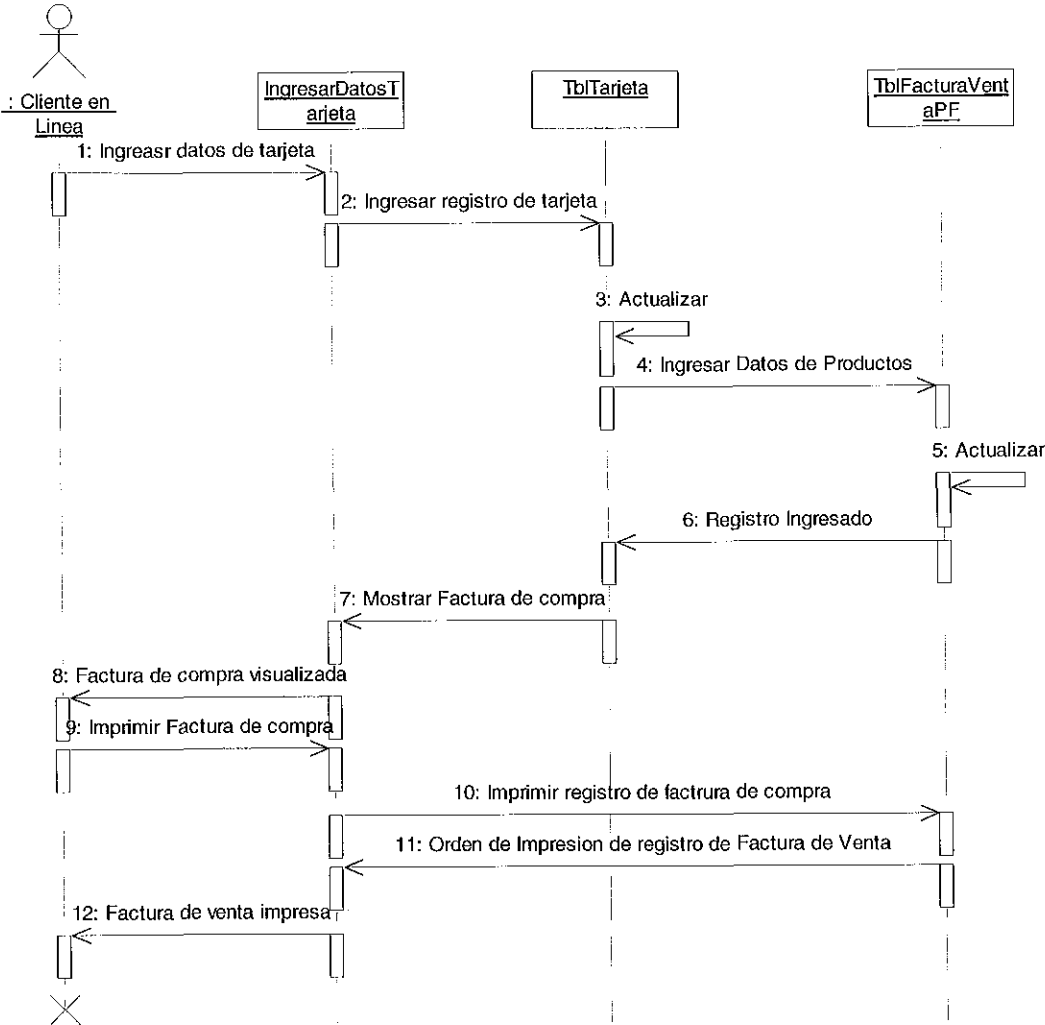 : Cliente en
Linea
IngresarDatosT
arjeta
TblTarjeta
TblFacturaVent
aPF
1: Ingreasr datos de tarjeta
2: Ingresar registro de tarjeta
3: Actualizar
4: Ingresar Datos de Productos
5: Actualizar
6: Registro Ingresado
7: Mostrar Factura de compra
8: Factura de compra visualizada
9: Imprimir Factura de compra
10: Imprimir registro de factrura de compra
11: Orden de Impresion de registro de Factura de Venta
12: Factura de venta impresa